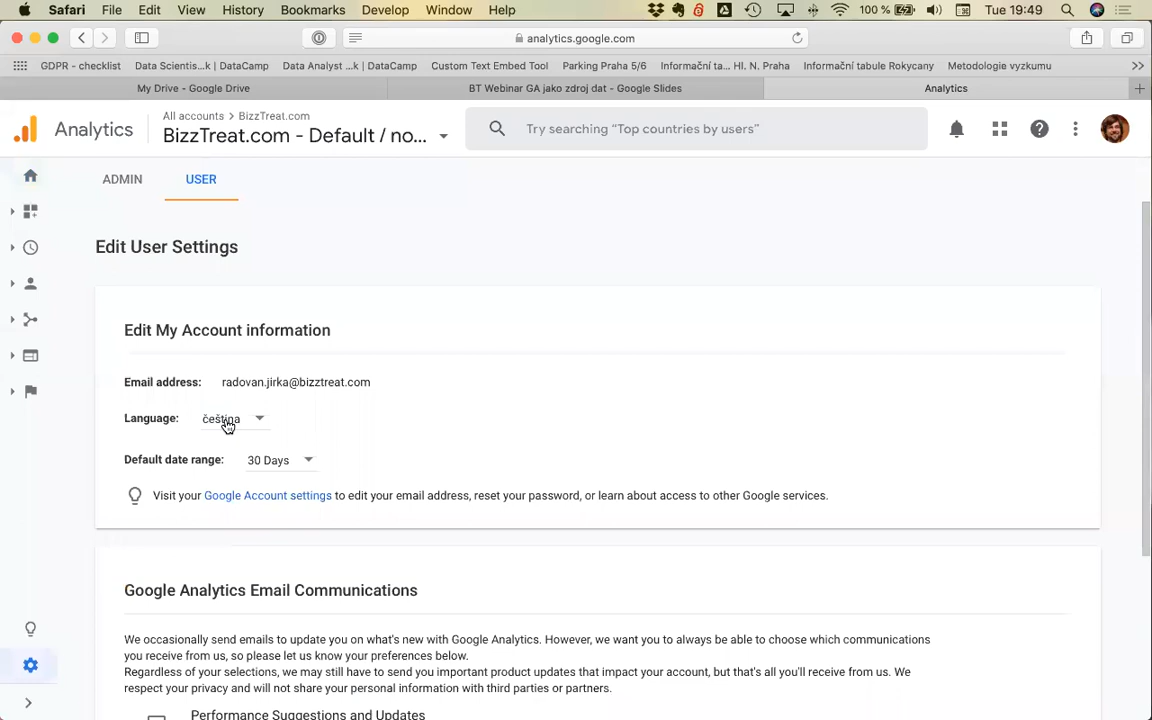 Safari File Edit View History Bookmarks Develop Window Help 100 % Tue 19:49
analytics.google.com
GDPR - checklist Data Scientis...k | DataCamp Data Analyst ...k | DataCamp Custom Text Embed Tool Parking Praha 5/6 Informační ta... Hl. N. Praha Informační tabule Rokycany Metodologie vyzkumu
My Drive - Google Drive BT Webinar GA jako zdroj dat - Google Slides Analytics
Analytics
All accounts > BizzTreat.com
BizzTreat.com - Default / no...
Try searching “Top countries by users”
ADMIN USER
Edit User Settings
Edit My Account information
Email address: radovan.jirka@bizztreat.com
Language: čeština
Default date range: 30 Days
Visit your Google Account settings to edit your email address, reset your password, or learn about access to other Google services.
Google Analytics Email Communications
We occasionally send emails to update you on what's new with Google Analytics. However, we want you to always be able to choose which communications
you receive from us, so please let us know your preferences below.
Regardless of your selections, we may still have to send you important product updates that impact your account, but that's all you'll receive from us. We
respect your privacy and will not share your personal information with third parties or partners.
Performance Suggestions and Updates